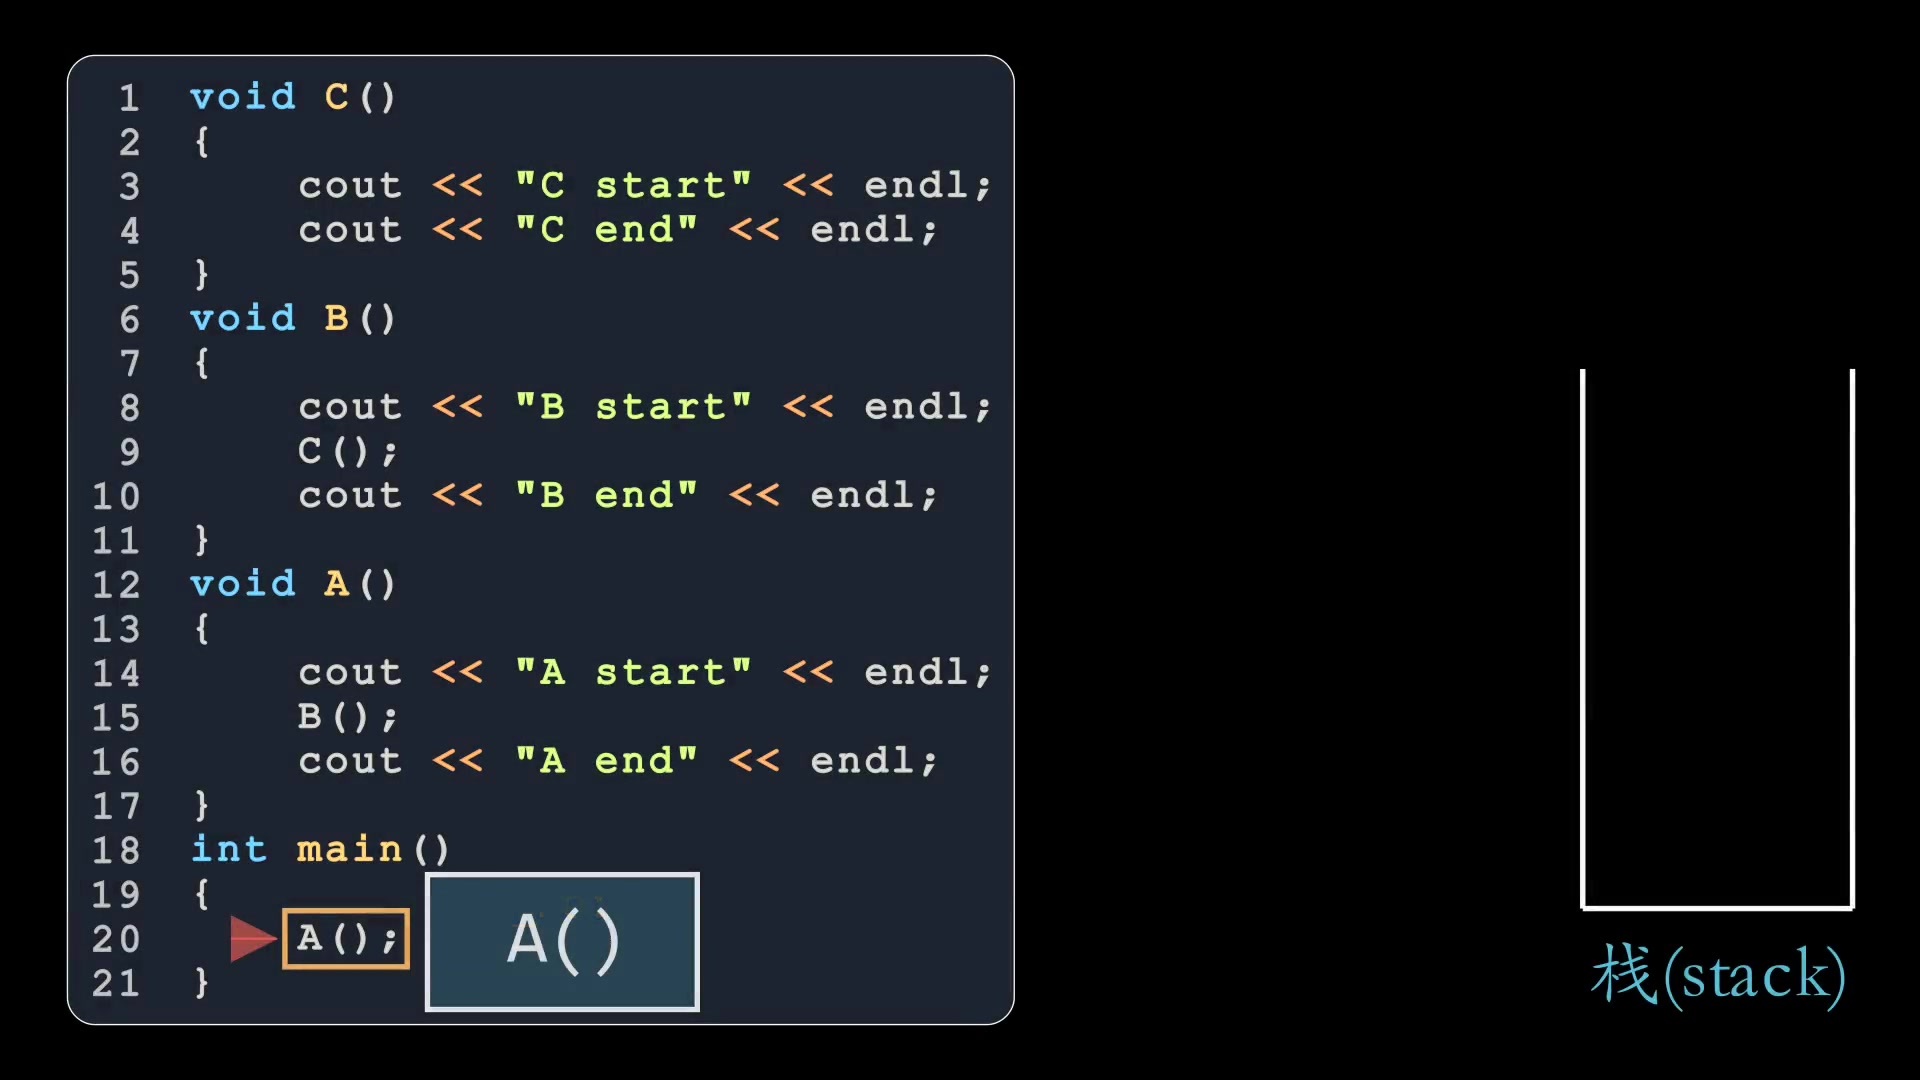 1 void C()
2 {
3 cout << "C start" << endl;
4 cout << "C end" << endl;
5 }
6 void B()
7 {
8 cout << "B start" << endl;
9 C();
10 cout << "B end" << endl;
11 }
12 void A()
13 {
14 cout << "A start" << endl;
15 B();
16 cout << "A end" << endl;
17 }
18 int main()
19 {
20 A();
21 }
A()
栈(stack)